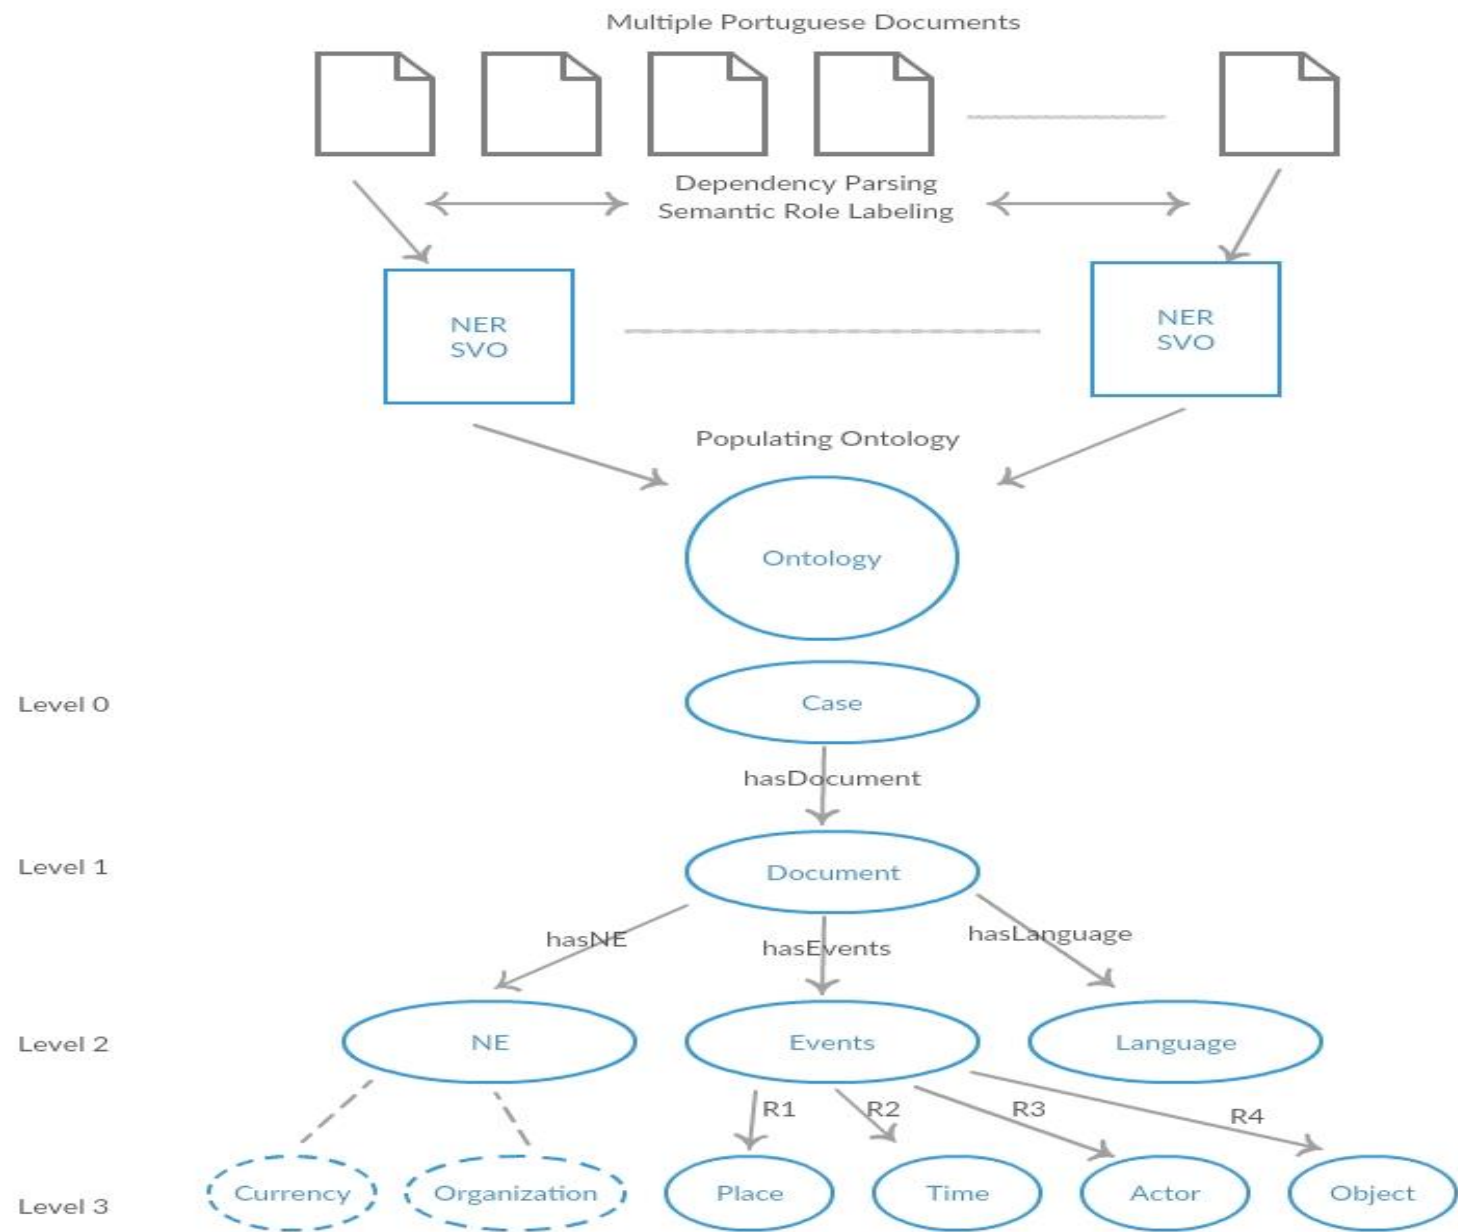 Multiple Portuguese Documents
Dependency Parsing
Semantic Role Labeling
NER
SVO
NER
SVO
Populating Ontology
Ontology
Level 0
Case
hasDocument
Level 1
Document
hasNE
hasEvents
hasLanguage
Level 2
NE
Events
Language
R1
R2
R3
R4
Level 3
Currency
Organization
Place
Time
Actor
Object